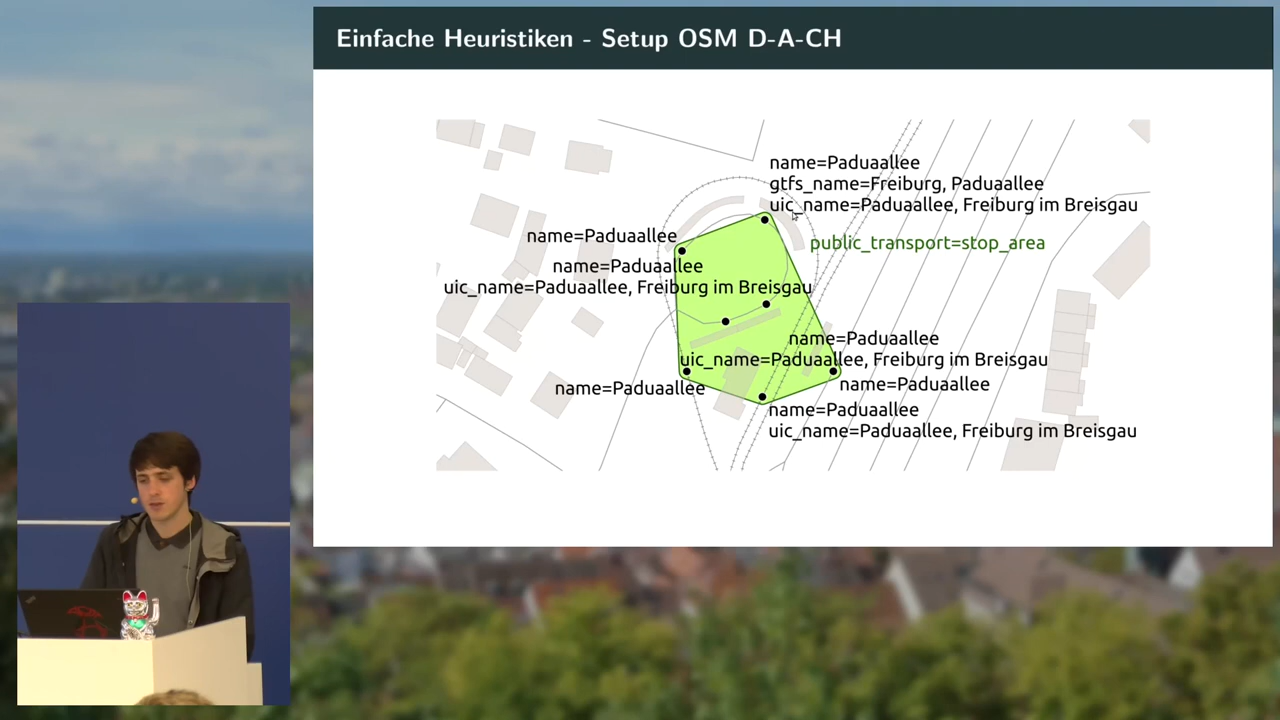 Einfache Heuristiken - Setup OSM D-A-CH
name=Paduaallee
gtfs_name=Freiburg, Paduaallee
uic_name=Paduaallee, Freiburg im Breisgau
name=Paduaallee
public_transport=stop_area
name=Paduaallee
uic_name=Paduaallee, Freiburg im Breisgau
name=Paduaallee
uic_name=Paduaallee, Freiburg im Breisgau
name=Paduaallee
name=Paduaallee
name=Paduaallee
uic_name=Paduaallee, Freiburg im Breisgau